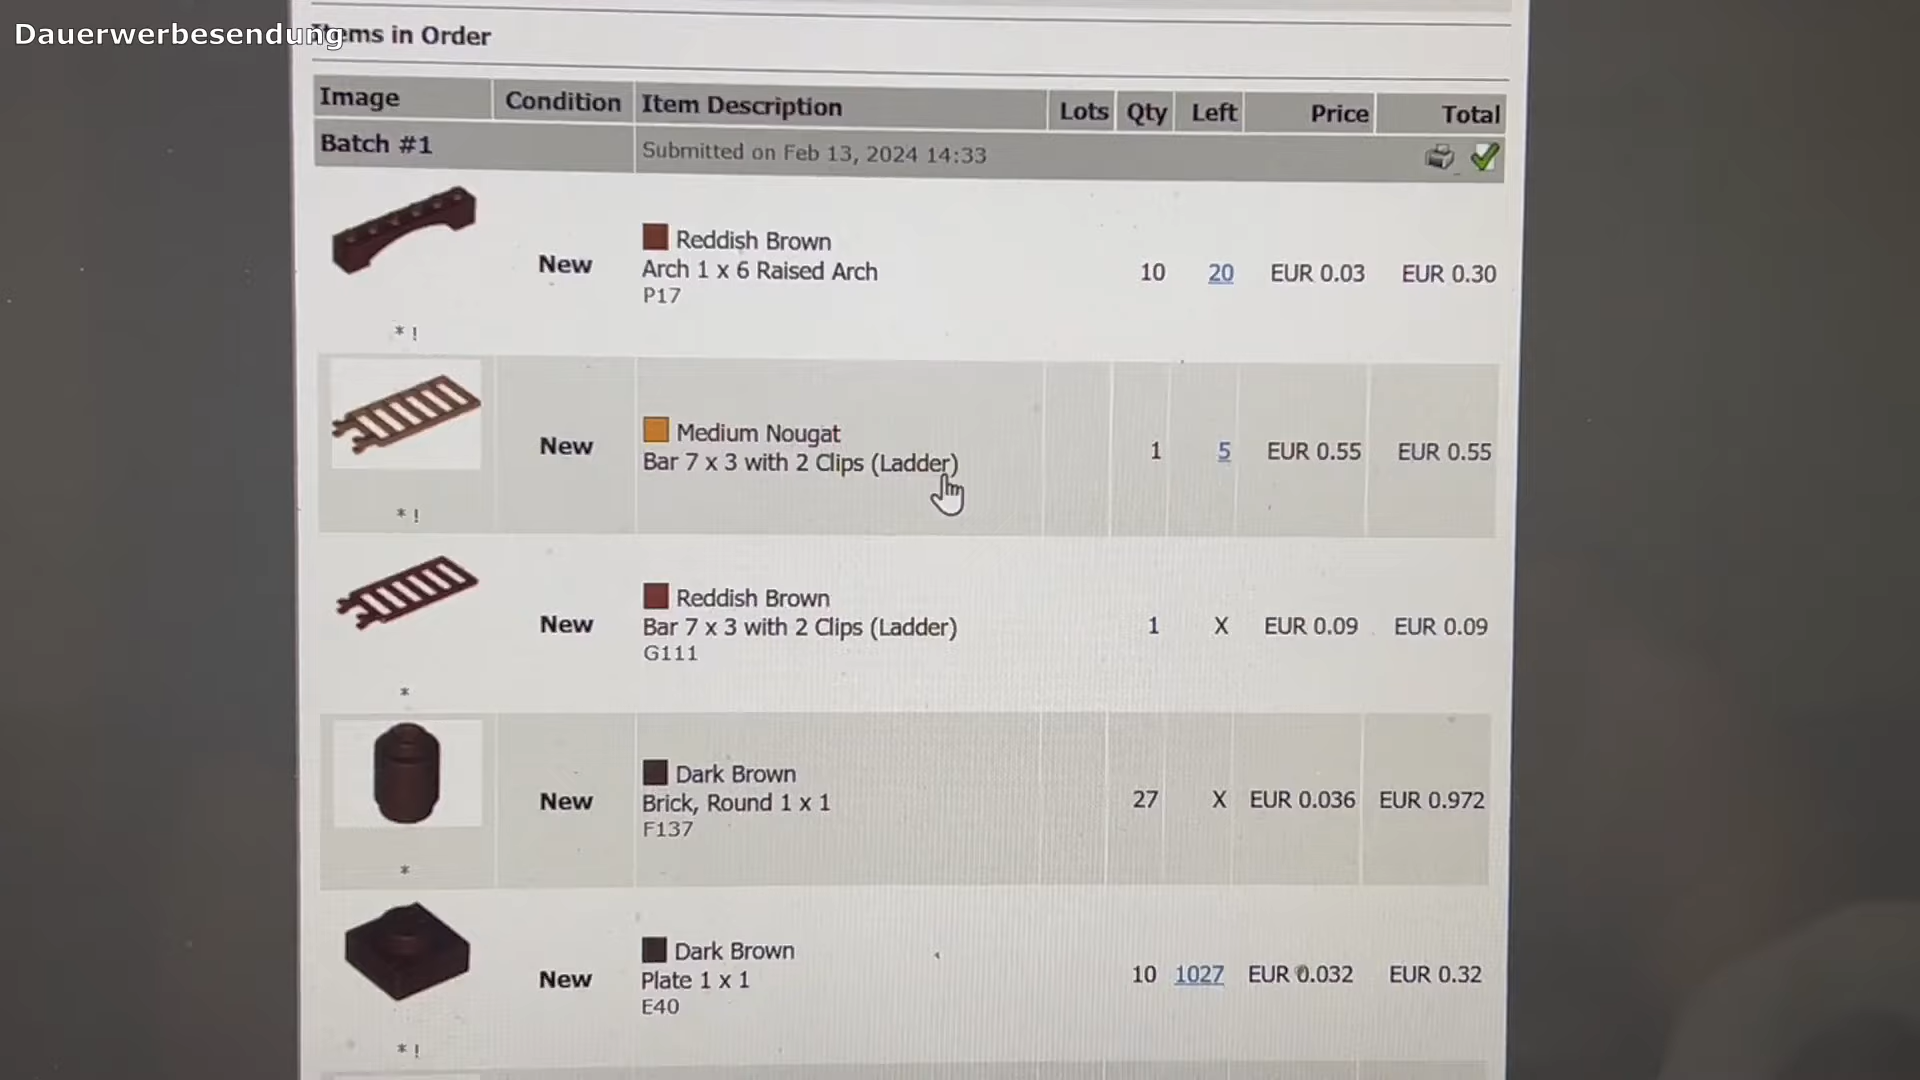 Dauerwerbesendung
Items in Order
Image Condition Item Description Lots Qty Left Price Total
Batch #1 Submitted on Feb 13, 2024 14:33
Reddish Brown
New Arch 1 x 6 Raised Arch 10 20 EUR 0.03 EUR 0.30
P17
* !
Medium Nougat
New Bar 7 x 3 with 2 Clips (Ladder) 1 5 EUR 0.55 EUR 0.55
* !
Reddish Brown
New Bar 7 x 3 with 2 Clips (Ladder) 1 X EUR 0.09 EUR 0.09
G111
*
Dark Brown
New Brick, Round 1 x 1 27 X EUR 0.036 EUR 0.972
F137
*
Dark Brown
New Plate 1 x 1 10 1027 EUR 0.032 EUR 0.32
E40
* !